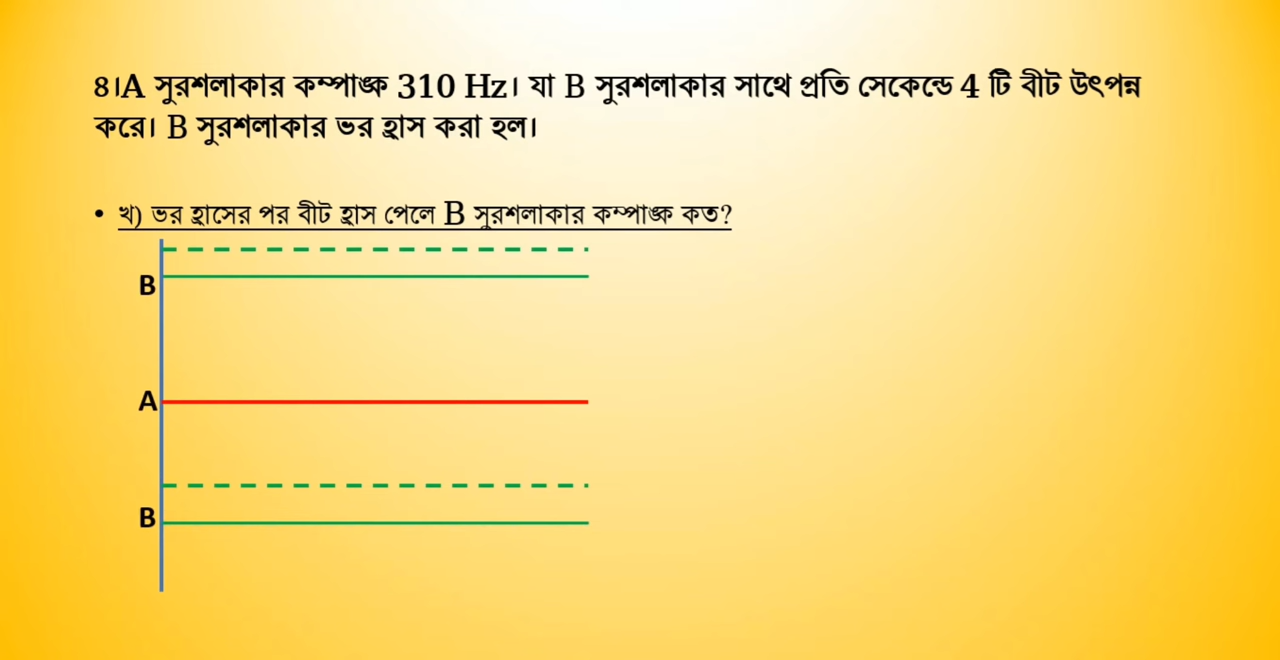 ৪।A সুরশলাকার কম্পাঙ্ক 310 Hz। যা B সুরশলাকার সাথে প্রতি সেকেন্ডে 4 টি বীট উৎপন্ন
করে। B সুরশলাকার ভর হ্রাস করা হল।
• খ) ভর হ্রাসের পর বীট হ্রাস পেলে B সুরশলাকার কম্পাঙ্ক কত?
B
A
B